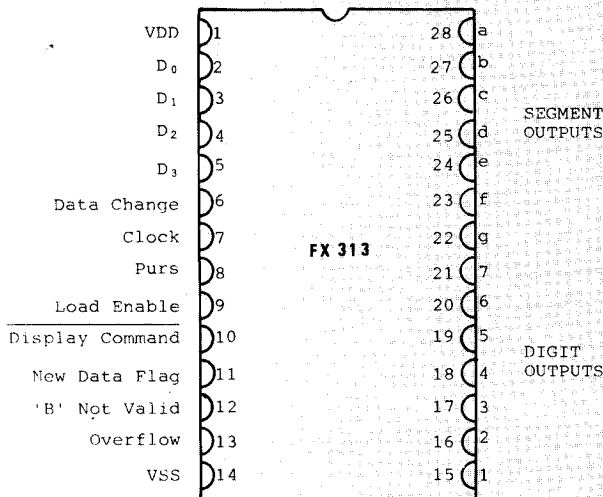 VDD 1 28 a
D₀ 2 27 b
D₁ 3 26 c
SEGMENT
D₂ 4 25 d OUTPUTS
D₃ 5 24 e
Data Change 6 23 f
Clock 7 22 g
FX 313
Purs 8 21 7
Load Enable 9 20 6
Display Command 10 19 5
DIGIT
New Data Flag 11 18 4 OUTPUTS
'B' Not Valid 12 17 3
Overflow 13 16 2
VSS 14 15 1